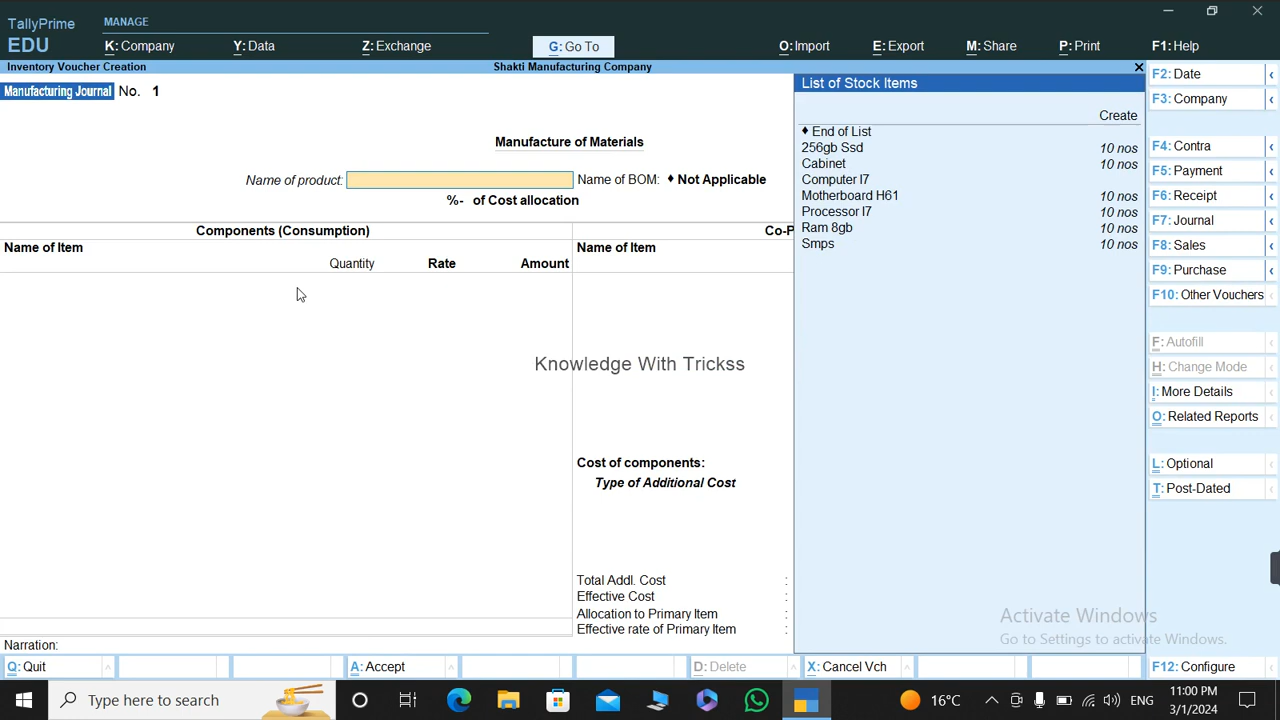 TallyPrime
EDU
MANAGE
K: Company
Y: Data
Z: Exchange
G: Go To
O: Import
E: Export
M: Share
P: Print
F1: Help
Inventory Voucher Creation
Shakti Manufacturing Company
Manufacturing Journal No. 1
Manufacture of Materials
Name of product:
Name of BOM: ♦ Not Applicable
%- of Cost allocation
Components (Consumption)
Co-P
Name of Item
Quantity
Rate
Amount
Name of Item
Knowledge With Trickss
Cost of components:
Type of Additional Cost
Total Addl. Cost :
Effective Cost :
Allocation to Primary Item :
Effective rate of Primary Item :
Narration:
List of Stock Items
Create
♦ End of List
256gb Ssd 10 nos
Cabinet 10 nos
Computer I7
Motherboard H61 10 nos
Processor I7 10 nos
Ram 8gb 10 nos
Smps 10 nos
F2: Date
F3: Company
F4: Contra
F5: Payment
F6: Receipt
F7: Journal
F8: Sales
F9: Purchase
F10: Other Vouchers
F: Autofill
H: Change Mode
I: More Details
O: Related Reports
L: Optional
T: Post-Dated
Activate Windows
Go to Settings to activate Windows.
Q: Quit
A: Accept
D: Delete
X: Cancel Vch
F12: Configure
Type here to search
16°C
ENG
11:00 PM
3/1/2024